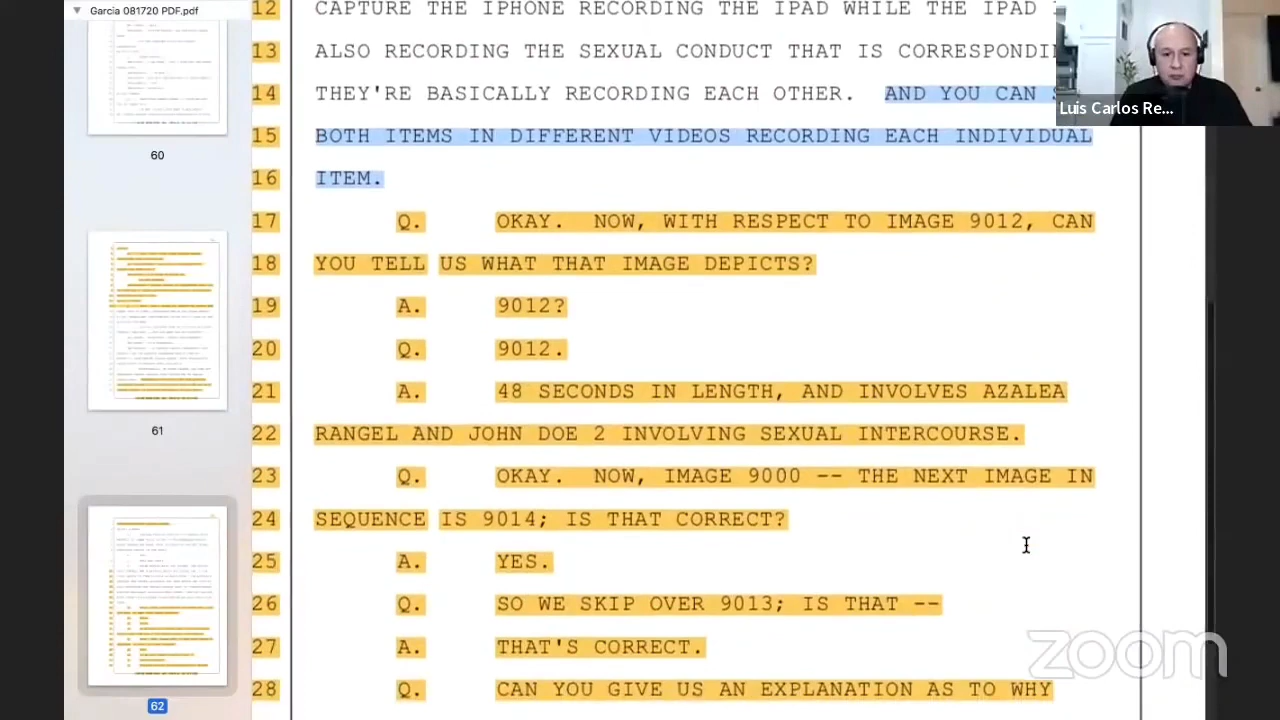 Garcia 081720 PDF.pdf
60
61
62
12 CAPTURE THE IPHONE RECORDING THE IPAD WHILE THE IPAD
13 ALSO RECORDING THE SEXUAL CONDUCT THAT IS
14 THEY'RE BASICALLY RECORDING EACH OTHER. AND YOU CAN
15 BOTH ITEMS IN DIFFERENT VIDEOS RECORDING EACH INDIVIDUAL
16 ITEM.
17 Q. OKAY. NOW, WITH RESPECT TO IMAGE 9012, CAN
18 YOU TELL US WHAT THIS IMAGE DEPICTS?
19 A. 9012?
20 Q. 9012.
21 A. 48 SECONDS IN LENGTH, AND INVOLVES AZALEA
22 RANGEL AND JOHN DOE 2 INVOLVING SEXUAL INTERCOURSE.
23 Q. OKAY. NOW, IMAGE 9000 -- THE NEXT IMAGE IN
24 SEQUENCE IS 9014; IS THAT CORRECT?
25 A. YES.
26 Q. SO WE SKIP OVER 9013; IS THAT --
27 A. THAT'S CORRECT.
28 Q. CAN YOU GIVE US AN EXPLANATION AS TO WHY
Luis Carlos Re...
zoom